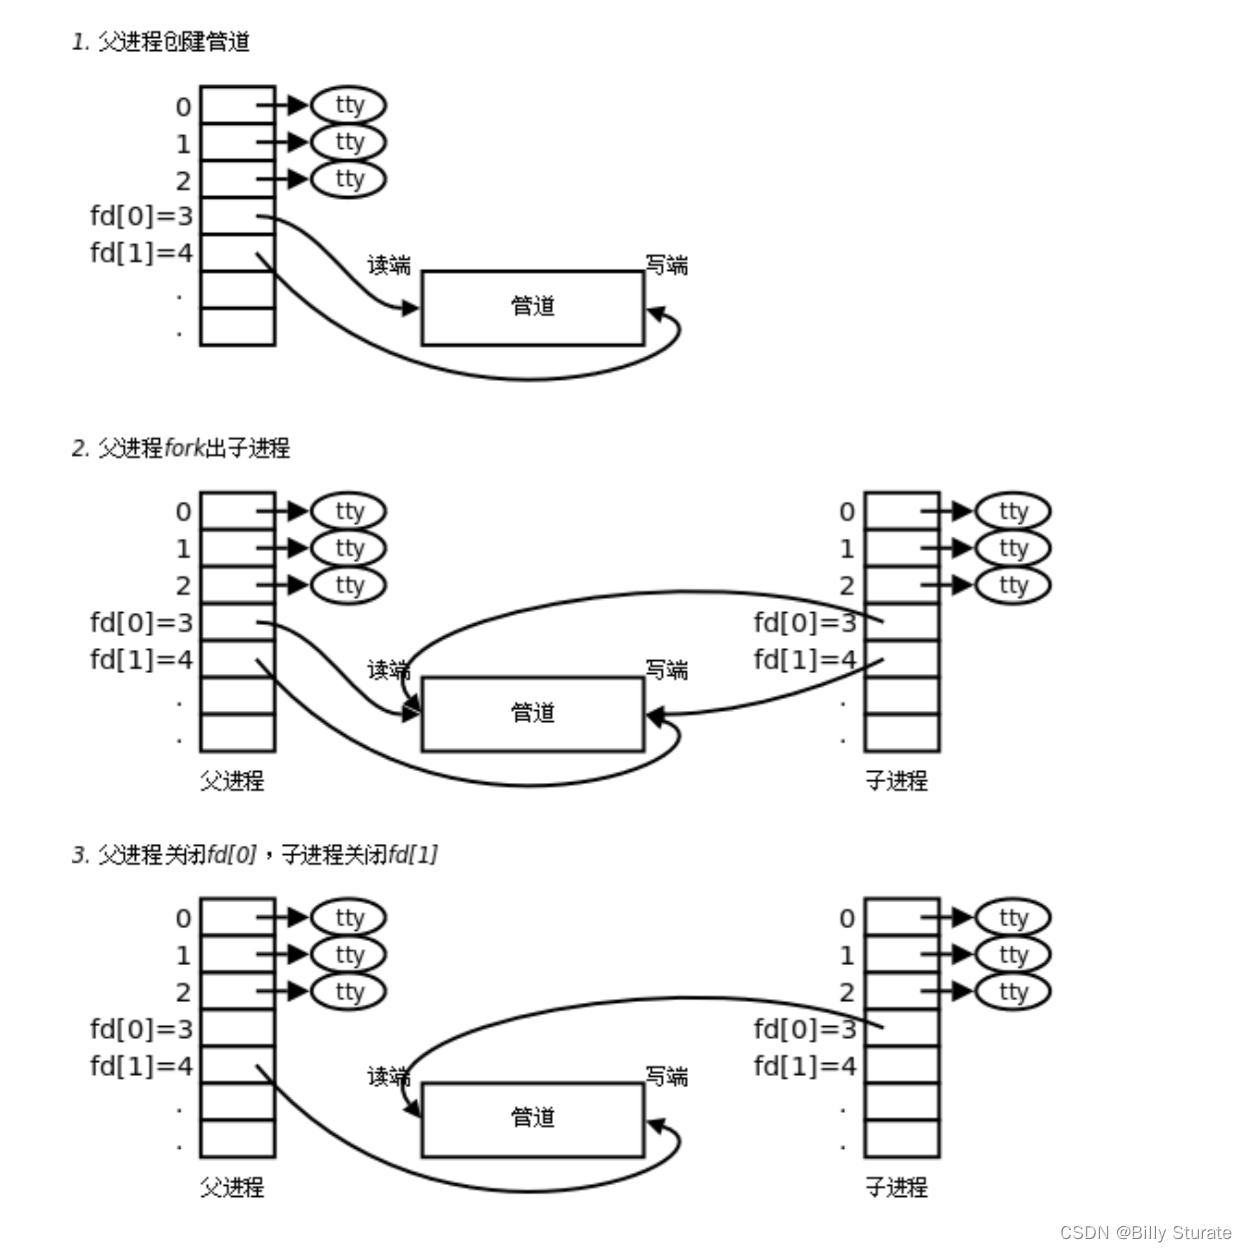 1. 父进程创建管道
0 tty
1 tty
2 tty
fd[0]=3
fd[1]=4
读端 写端
.
管道
.
2. 父进程fork出子进程
0 tty 0 tty
1 tty 1 tty
2 tty 2 tty
fd[0]=3 fd[0]=3
fd[1]=4 读端 写端 fd[1]=4
. .
管道
. .
父进程 子进程
3. 父进程关闭fd[0]，子进程关闭fd[1]
0 tty 0 tty
1 tty 1 tty
2 tty 2 tty
fd[0]=3 fd[0]=3
fd[1]=4 读端 写端 fd[1]=4
. .
管道
. .
父进程 子进程
CSDN @Billy Sturate